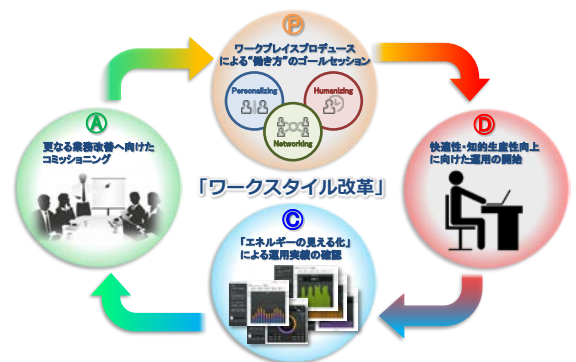 Ⓟ
ワークプレイスプロデュース
による“働き方”のゴールセッション
Personalizing
Humanizing
Networking
Ⓓ
快適性・知的生産性向上
に向けた運用の開始
Ⓒ
「エネルギーの見える化」
による運用実績の確認
Ⓐ
更なる業務改善へ向けた
コミッショニング
「ワークスタイル改革」